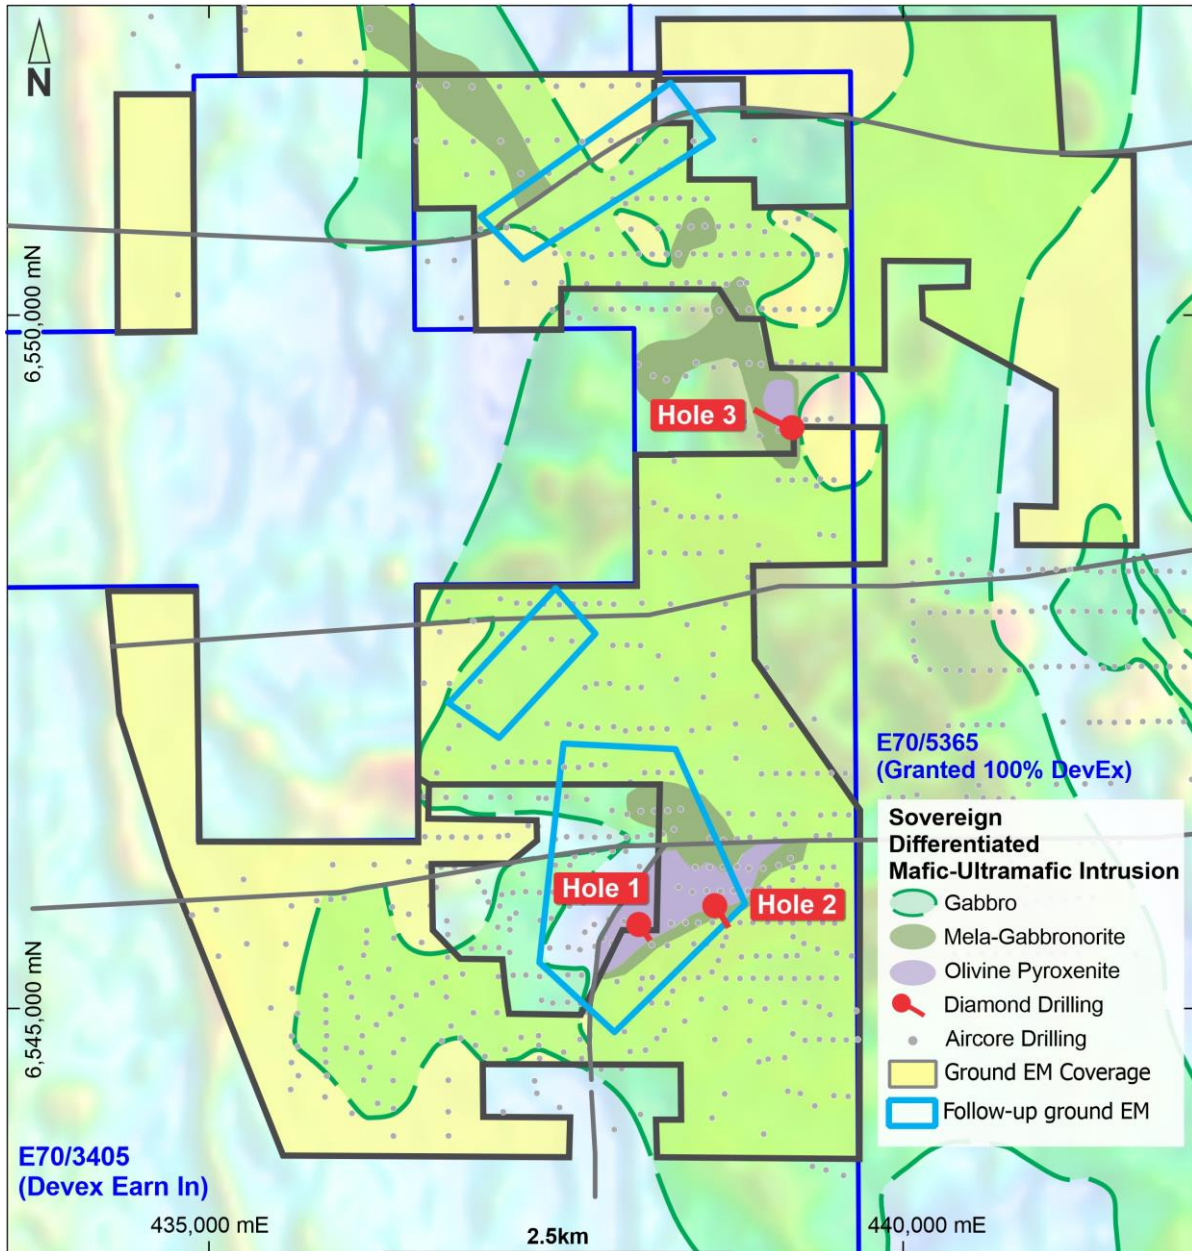 N
6,550,000 mN
Hole 3
E70/5365
(Granted 100% DevEx)
Sovereign
Differentiated
Mafic-Ultramafic Intrusion
Gabbro
Mela-Gabbronorite
Olivine Pyroxenite
Diamond Drilling
Aircore Drilling
Ground EM Coverage
Follow-up ground EM
Hole 1
Hole 2
6,545,000 mN
E70/3405
(Devex Earn In)
435,000 mE
2.5km
440,000 mE